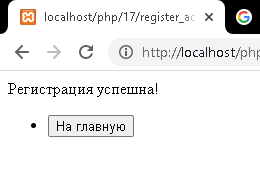 localhost/php/17/register_ac
http://localhost/php
Регистрация успешна!
На главную